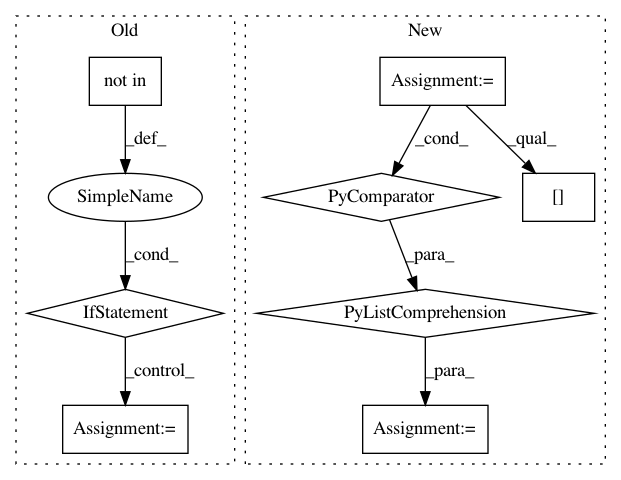 Old
New
not in
Assignment:=
_def_
_cond_
_qual_
SimpleName
PyComparator
[]
_cond_
_para_
IfStatement
PyListComprehension
_control_
_para_
Assignment:=
Assignment:=